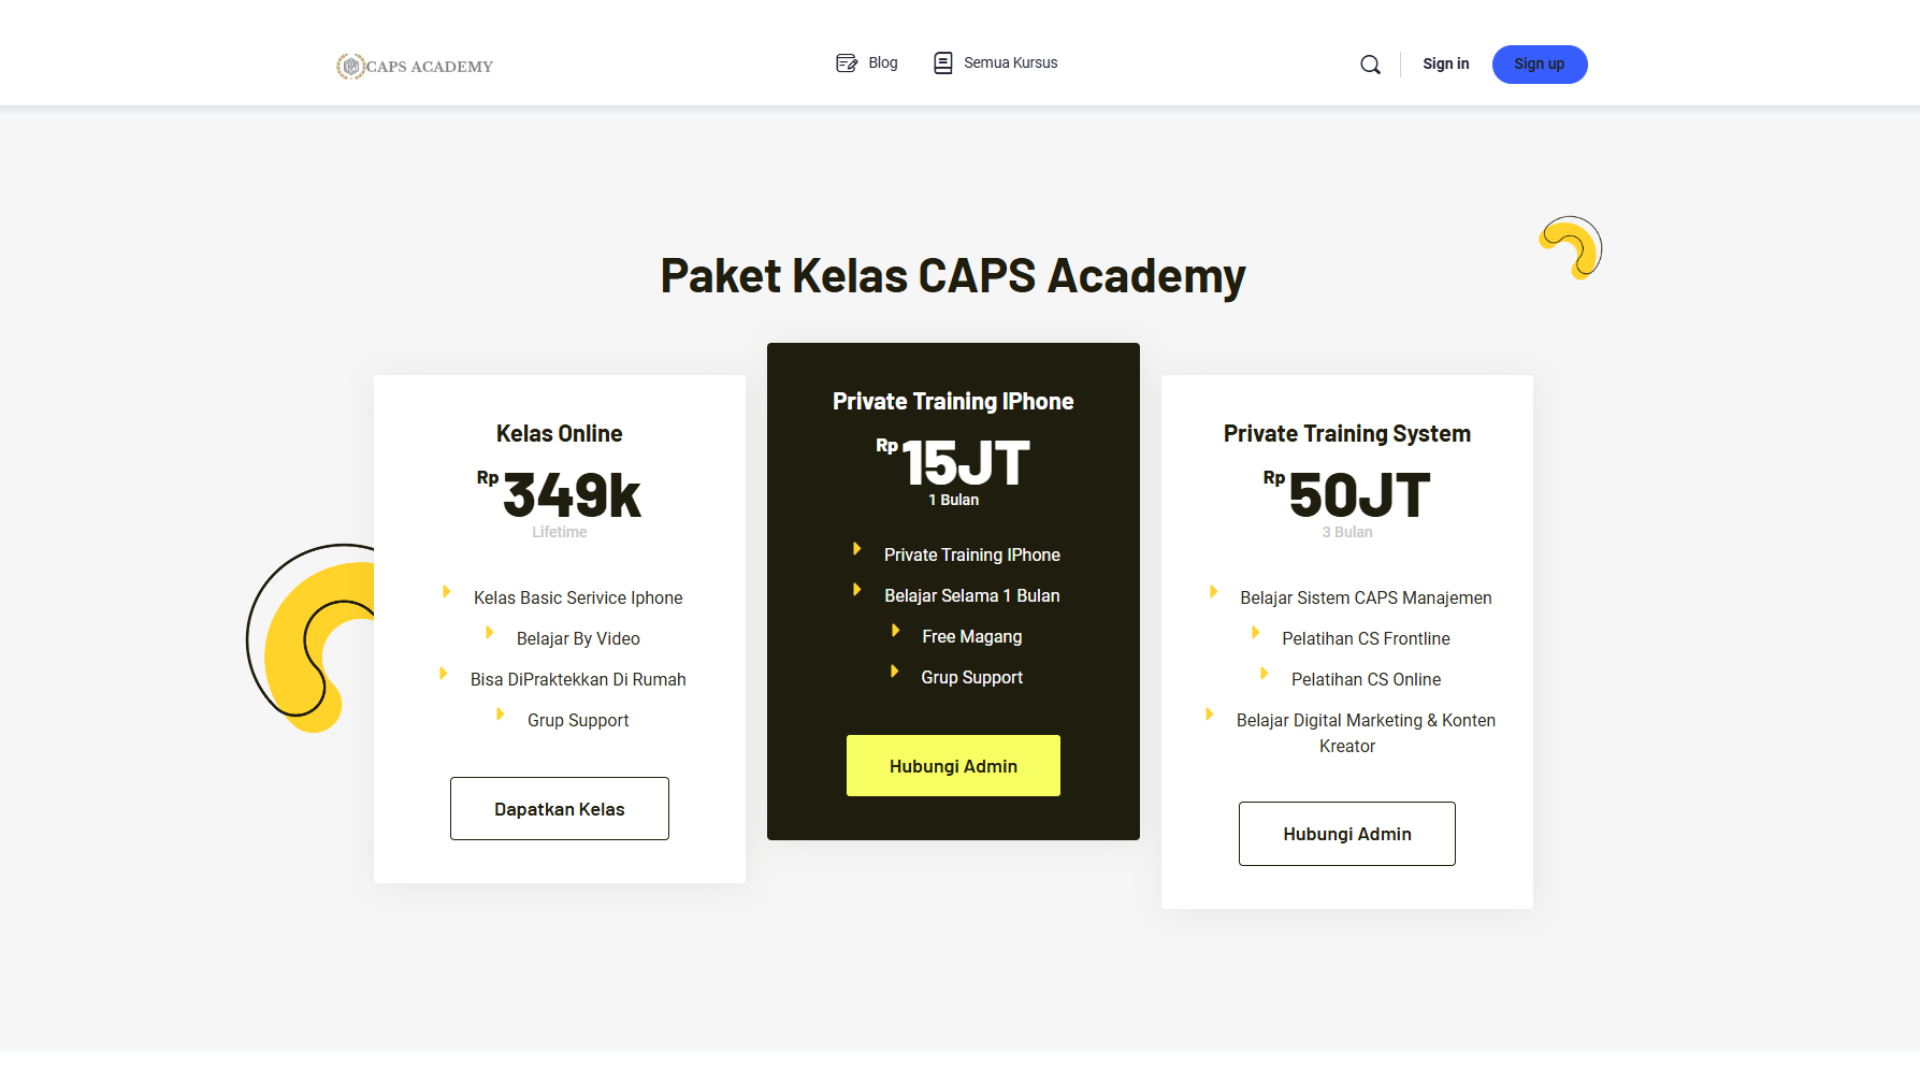 CAPS ACADEMY
Blog
Semua Kursus
Sign in
Sign up
Paket Kelas CAPS Academy
Kelas Online
Rp 349k
Lifetime
Kelas Basic Serivice Iphone
Belajar By Video
Bisa DiPraktekkan Di Rumah
Grup Support
Dapatkan Kelas
Private Training IPhone
Rp 15JT
1 Bulan
Private Training IPhone
Belajar Selama 1 Bulan
Free Magang
Grup Support
Hubungi Admin
Private Training System
Rp 50JT
3 Bulan
Belajar Sistem CAPS Manajemen
Pelatihan CS Frontline
Pelatihan CS Online
Belajar Digital Marketing & Konten
Kreator
Hubungi Admin